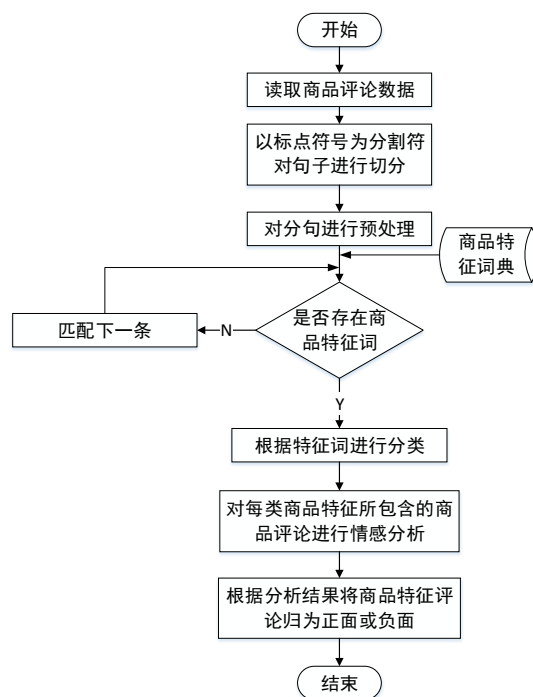 开始
读取商品评论数据
以标点符号为分割符
对句子进行切分
对分句进行预处理
商品特
征词典
是否存在商
品特征词
N
匹配下一条
Y
根据特征词进行分类
对每类商品特征所包含的商
品评论进行情感分析
根据分析结果将商品特征评
论归为正面或负面
结束